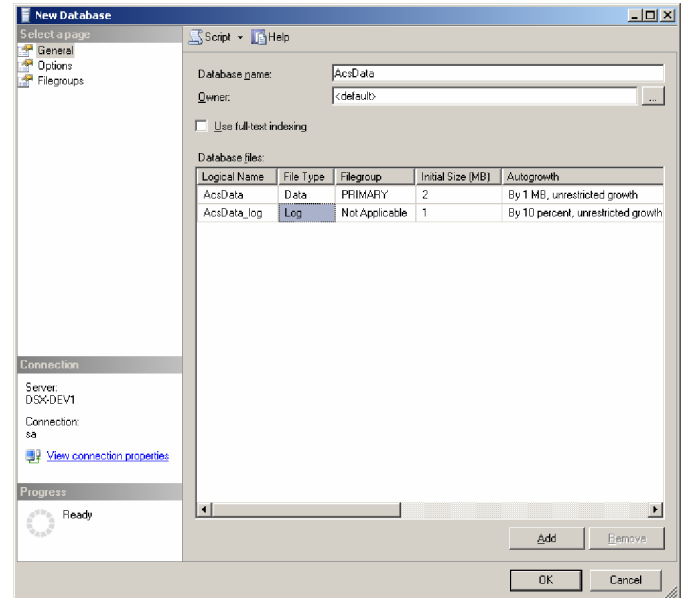 New Database
Select a page
General
Options
Filegroups
Script Help
Database name: AcsData
Owner: <default> ...
Use full-text indexing
Database files:
Logical Name File Type Filegroup Initial Size (MB) Autogrowth
AcsData Data PRIMARY 2 By 1 MB, unrestricted growth
AcsData_log Log Not Applicable 1 By 10 percent, unrestricted growth
Connection
Server:
DSX-DEV1
Connection:
sa
View connection properties
Progress
Ready
Add Remove
OK Cancel